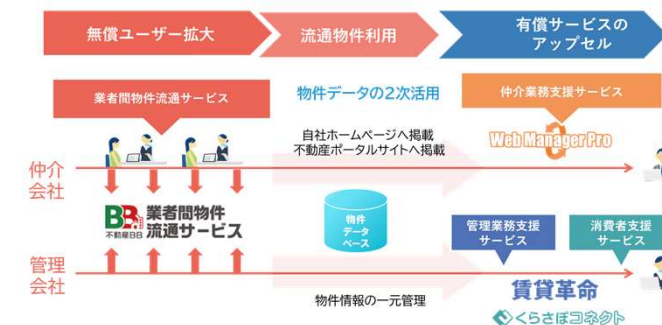 無償ユーザー拡大
流通物件利用
有償サービスの
アップセル
業者間物件流通サービス
物件データの2次活用
仲介業務支援サービス
自社ホームページへ掲載
不動産ポータルサイトへ掲載
Web Manager Pro
仲介
会社
BB.
不動産BB
業者間物件
流通サービス
物件
データ
ベース
管理業務支援
サービス
消費者支援
サービス
管理
会社
物件情報の一元管理
賃貸革命
くらさぽコネクト